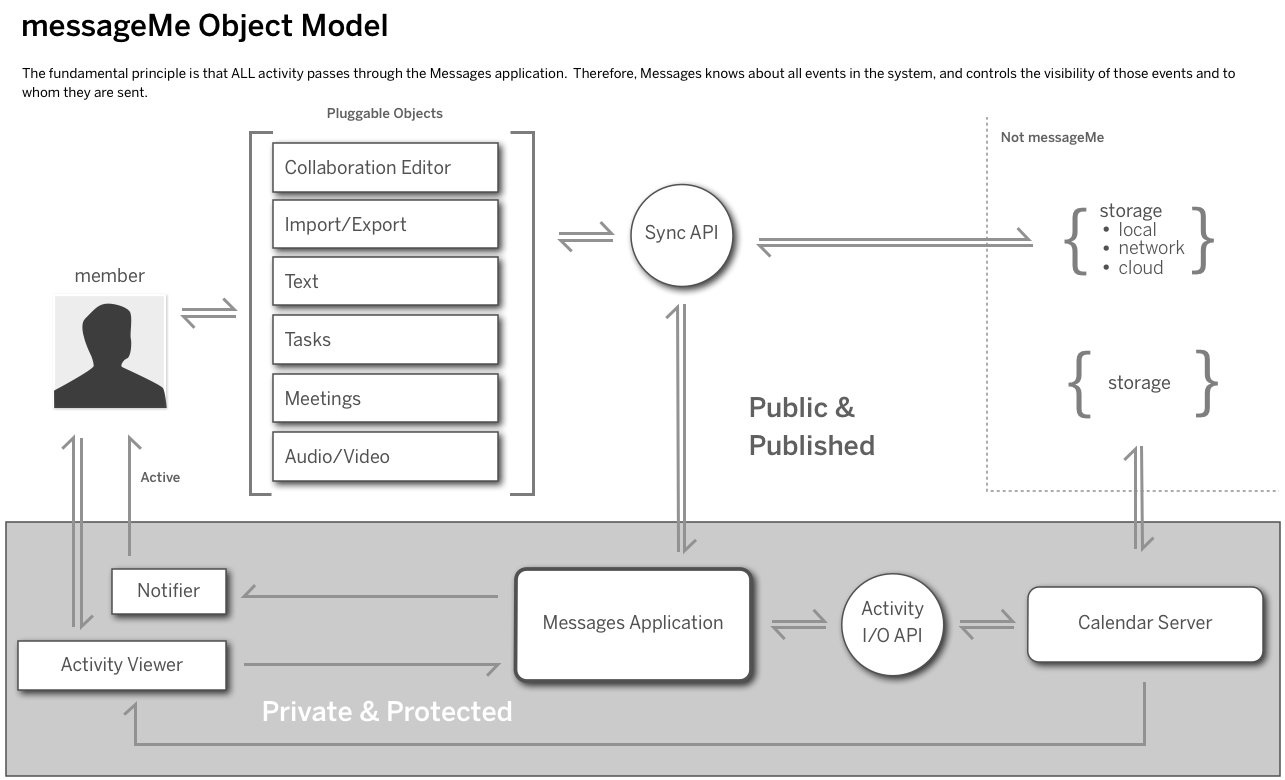 messageMe Object Model
The fundamental principle is that ALL activity passes through the Messages application.  Therefore, Messages knows about all events in the system, and controls the visibility of those events and to
whom they are sent.
Pluggable Objects
Collaboration Editor
Import/Export
Text
Tasks
Meetings
Audio/Video
member
Sync API
Not messageMe
storage
• local
• network
• cloud
storage
Public &
Published
Active
Notifier
Activity Viewer
Messages Application
Activity
I/O API
Calendar Server
Private & Protected